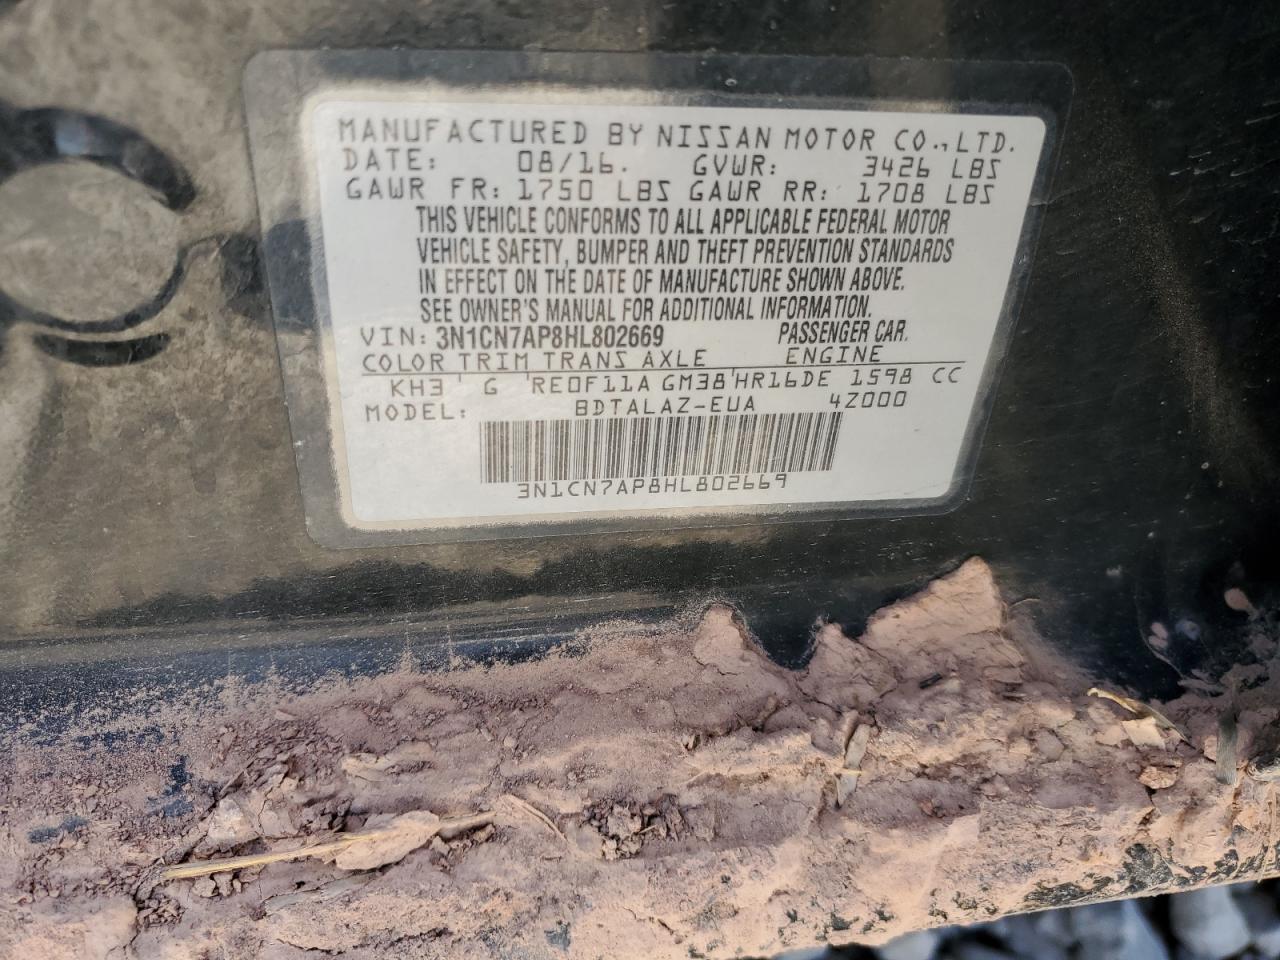 MANUFACTURED BY NISSAN MOTOR CO., LTD.
DATE: 08/16. GVWR: 3426 LBS
GAWR FR: 1750 LBS GAWR RR: 1708 LBS
THIS VEHICLE CONFORMS TO ALL APPLICABLE FEDERAL MOTOR
VEHICLE SAFETY, BUMPER AND THEFT PREVENTION STANDARDS
IN EFFECT ON THE DATE OF MANUFACTURE SHOWN ABOVE.
SEE OWNER'S MANUAL FOR ADDITIONAL INFORMATION.
VIN: 3N1CN7AP8HL802669 PASSENGER CAR.
COLOR TRIM TRANS AXLE ENGINE
KH3 ' G 'RE0F11A GM38'HR16DE 1598 CC
MODEL: BDTALAZ-EUA 4Z000
3N1CN7AP8HL802669